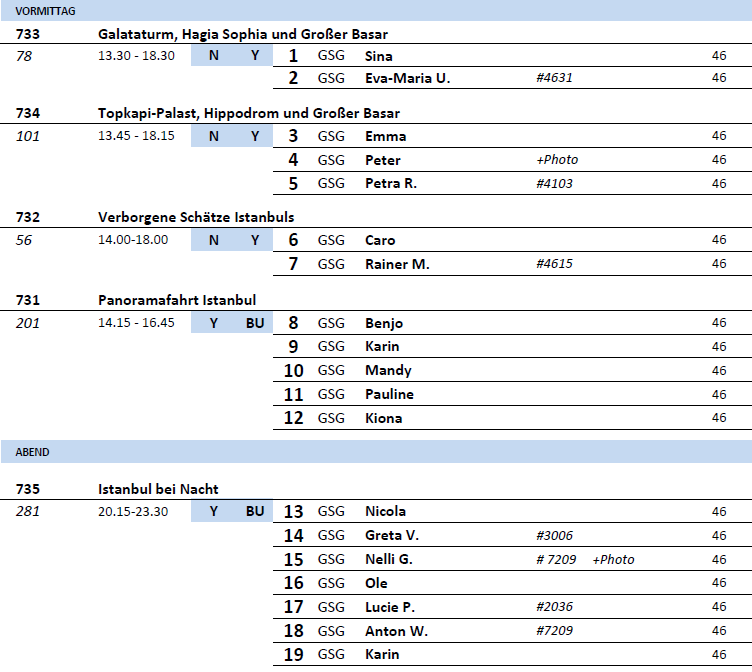 VORMITTAG
733 Galataturm, Hagia Sophia und Großer Basar
78 13.30 - 18.30 N Y 1 GSG Sina 46
2 GSG Eva-Maria U. #4631 46
734 Topkapi-Palast, Hippodrom und Großer Basar
101 13.45 - 18.15 N Y 3 GSG Emma 46
4 GSG Peter +Photo 46
5 GSG Petra R. #4103 46
732 Verborgene Schätze Istanbuls
56 14.00-18.00 N Y 6 GSG Caro 46
7 GSG Rainer M. #4615 46
731 Panoramafahrt Istanbul
201 14.15 - 16.45 Y BU 8 GSG Benjo 46
9 GSG Karin 46
10 GSG Mandy 46
11 GSG Pauline 46
12 GSG Kiona 46
ABEND
735 Istanbul bei Nacht
281 20.15-23.30 Y BU 13 GSG Nicola 46
14 GSG Greta V. #3006 46
15 GSG Nelli G. # 7209 +Photo 46
16 GSG Ole 46
17 GSG Lucie P. #2036 46
18 GSG Anton W. #7209 46
19 GSG Karin 46